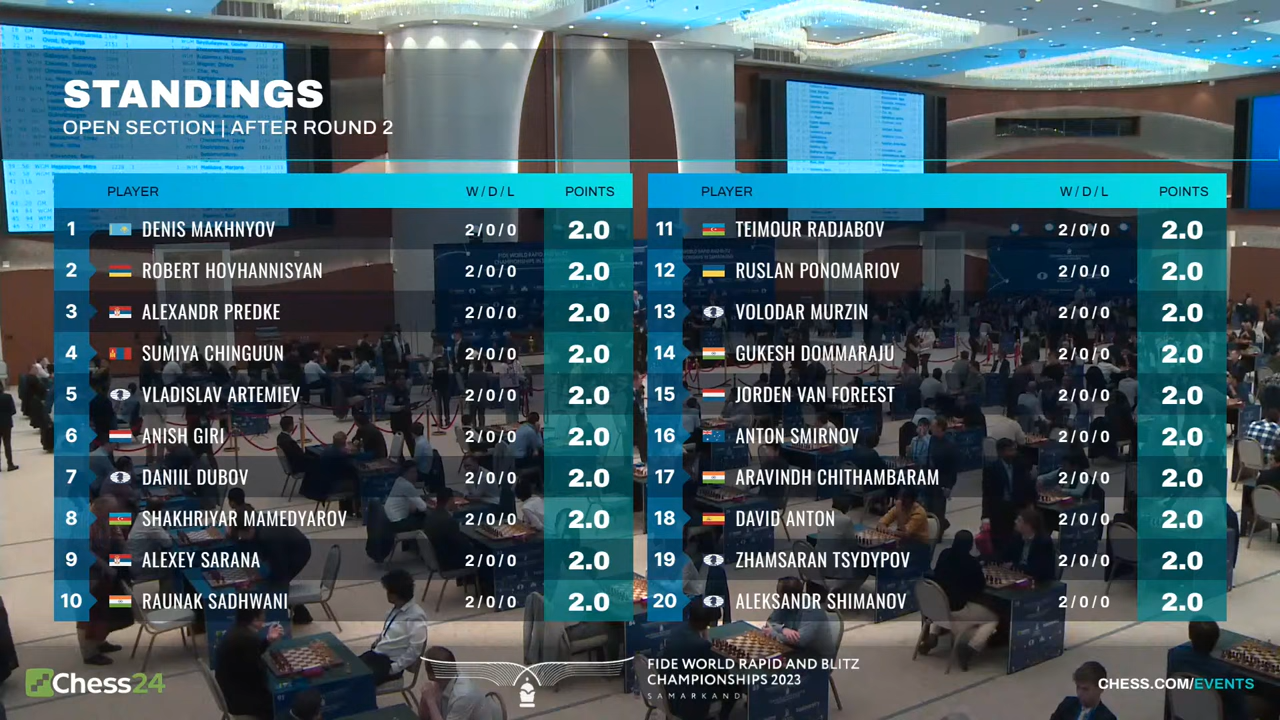 STANDINGS
OPEN SECTION | AFTER ROUND 2
PLAYER W / D / L POINTS
1 DENIS MAKHNYOV 2 / 0 / 0 2.0
2 ROBERT HOVHANNISYAN 2 / 0 / 0 2.0
3 ALEXANDR PREDKE 2 / 0 / 0 2.0
4 SUMIYA CHINGUUN 2 / 0 / 0 2.0
5 VLADISLAV ARTEMIEV 2 / 0 / 0 2.0
6 ANISH GIRI 2 / 0 / 0 2.0
7 DANIIL DUBOV 2 / 0 / 0 2.0
8 SHAKHRIYAR MAMEDYAROV 2 / 0 / 0 2.0
9 ALEXEY SARANA 2 / 0 / 0 2.0
10 RAUNAK SADHWANI 2 / 0 / 0 2.0
PLAYER W / D / L POINTS
11 TEIMOUR RADJABOV 2 / 0 / 0 2.0
12 RUSLAN PONOMARIOV 2 / 0 / 0 2.0
13 VOLODAR MURZIN 2 / 0 / 0 2.0
14 GUKESH DOMMARAJU 2 / 0 / 0 2.0
15 JORDEN VAN FOREEST 2 / 0 / 0 2.0
16 ANTON SMIRNOV 2 / 0 / 0 2.0
17 ARAVINDH CHITHAMBARAM 2 / 0 / 0 2.0
18 DAVID ANTON 2 / 0 / 0 2.0
19 ZHAMSARAN TSYDYPOV 2 / 0 / 0 2.0
20 ALEKSANDR SHIMANOV 2 / 0 / 0 2.0
Chess24
FIDE WORLD RAPID AND BLITZ
CHAMPIONSHIPS 2023
SAMARKAND
CHESS.COM/EVENTS